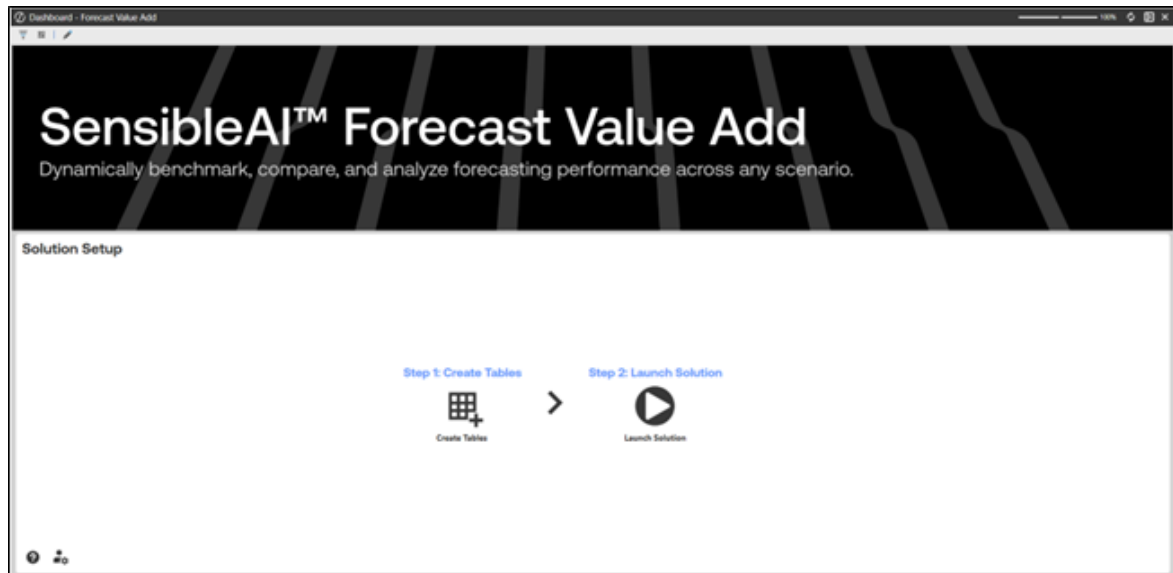 Dashboard - Forecast Value Add
100%
SensibleAI™ Forecast Value Add
Dynamically benchmark, compare, and analyze forecasting performance across any scenario.
Solution Setup
Step 1: Create Tables
Step 2: Launch Solution
Create Tables
Launch Solution